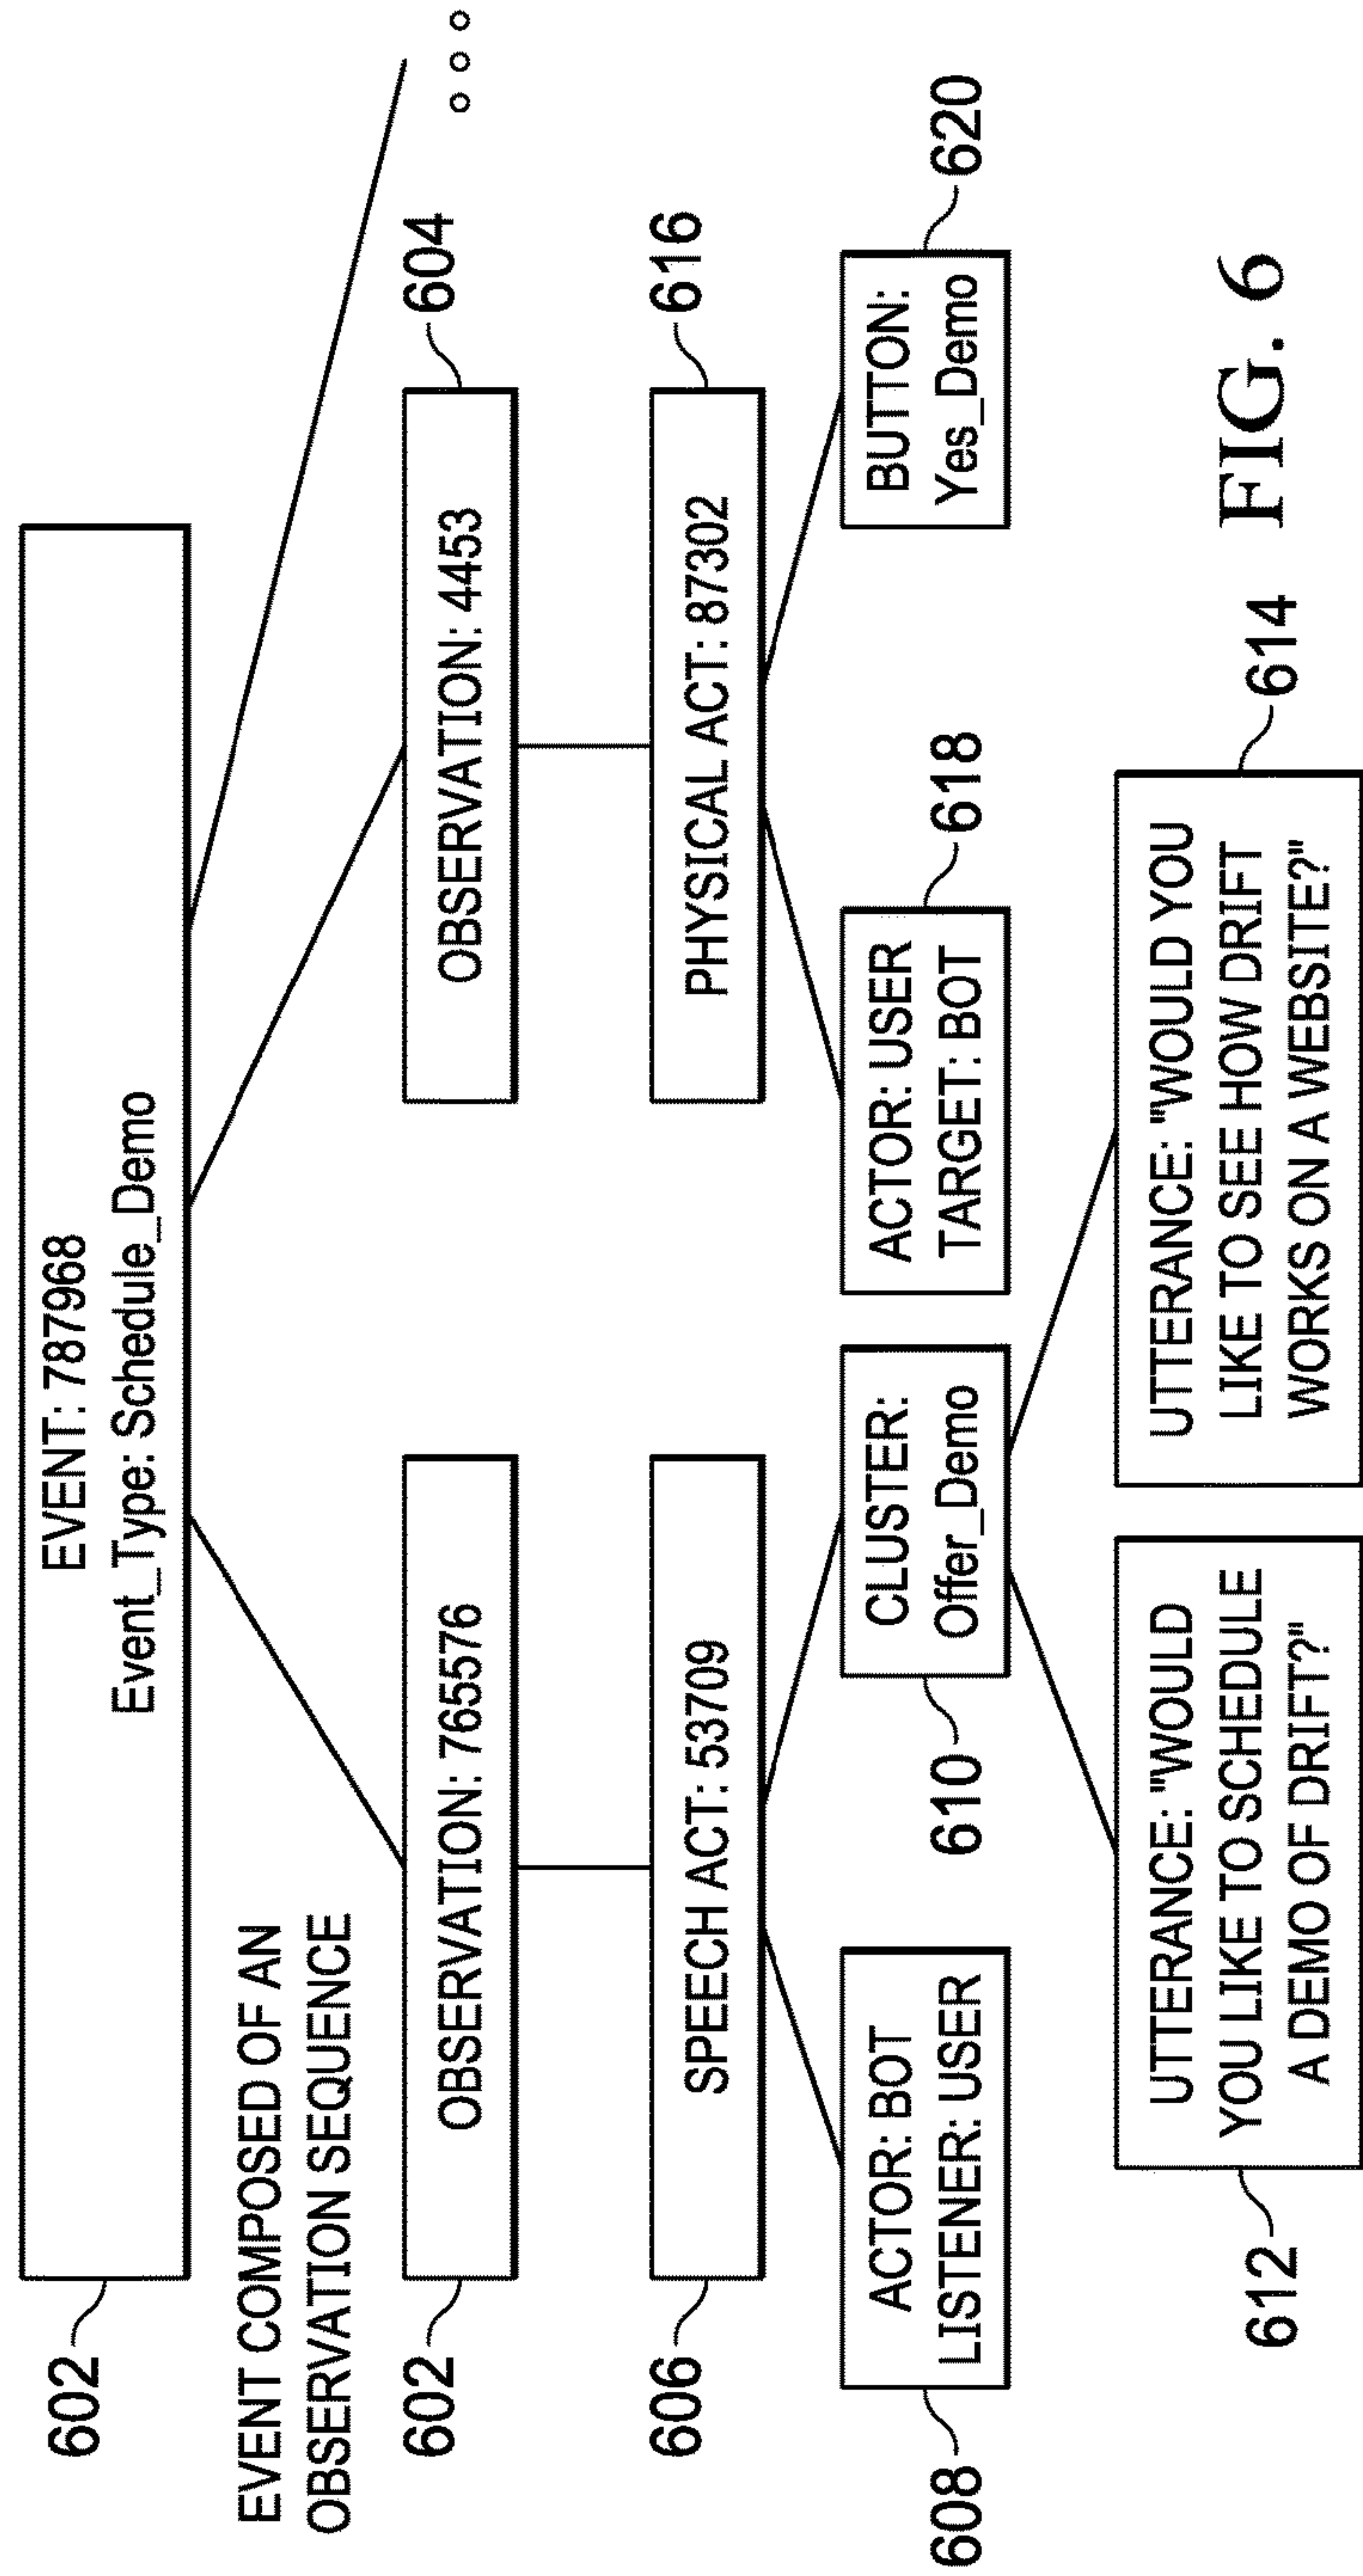 602
EVENT: 787968
Event_Type: Schedule_Demo
EVENT COMPOSED OF AN
OBSERVATION SEQUENCE
602
OBSERVATION: 765576
OBSERVATION: 4453
604
606
SPEECH ACT: 53709
PHYSICAL ACT: 87302
616
608
ACTOR: BOT
LISTENER: USER
610
CLUSTER:
Offer_Demo
ACTOR: USER
TARGET: BOT
618
BUTTON:
Yes_Demo
620
612
UTTERANCE: "WOULD
YOU LIKE TO SCHEDULE
A DEMO OF DRIFT?"
UTTERANCE: "WOULD YOU
LIKE TO SEE HOW DRIFT
WORKS ON A WEBSITE?"
614
FIG. 6